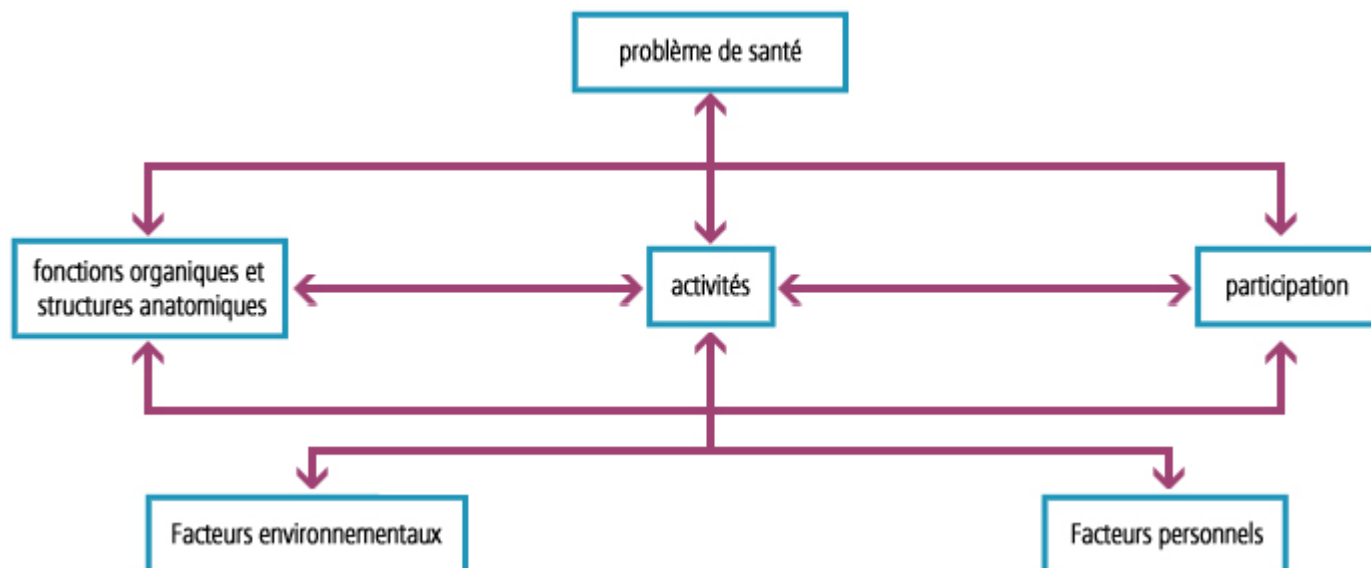 problème de santé
fonctions organiques et
structures anatomiques
activités
participation
Facteurs environnementaux
Facteurs personnels